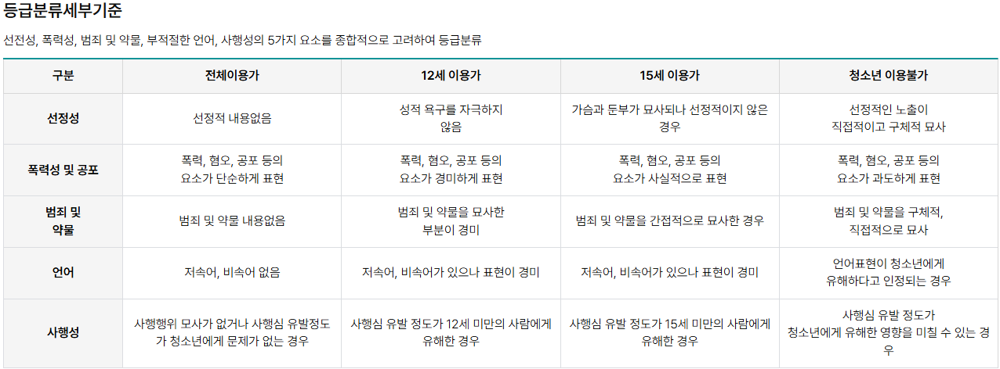 등급분류세부기준
선전성, 폭력성, 범죄 및 약물, 부적절한 언어, 사행성의 5가지 요소를 종합적으로 고려하여 등급분류
구분
전체이용가
12세 이용가
15세 이용가
청소년 이용불가
선정성
선정적 내용없음
성적 욕구를 자극하지
않음
가슴과 둔부가 묘사되나 선정적이지 않은
경우
선정적인 노출이
직접적이고 구체적 묘사
폭력성 및 공포
폭력, 혐오, 공포 등의
요소가 단순하게 표현
폭력, 혐오, 공포 등의
요소가 경미하게 표현
폭력, 혐오, 공포 등의
요소가 사실적으로 표현
폭력, 혐오, 공포 등의
요소가 과도하게 표현
범죄 및
약물
범죄 및 약물 내용없음
범죄 및 약물을 묘사한
부분이 경미
범죄 및 약물을 간접적으로 묘사한 경우
범죄 및 약물을 구체적,
직접적으로 묘사
언어
저속어, 비속어 없음
저속어, 비속어가 있으나 표현이 경미
저속어, 비속어가 있으나 표현이 경미
언어표현이 청소년에게
유해하다고 인정되는 경우
사행성
사행행위 모사가 없거나 사행심 유발정도
가 청소년에게 문제가 없는 경우
사행심 유발 정도가 12세 미만의 사람에게
유해한 경우
사행심 유발 정도가 15세 미만의 사람에게
유해한 경우
사행심 유발 정도가
청소년에게 유해한 영향을 미칠 수 있는 경
우